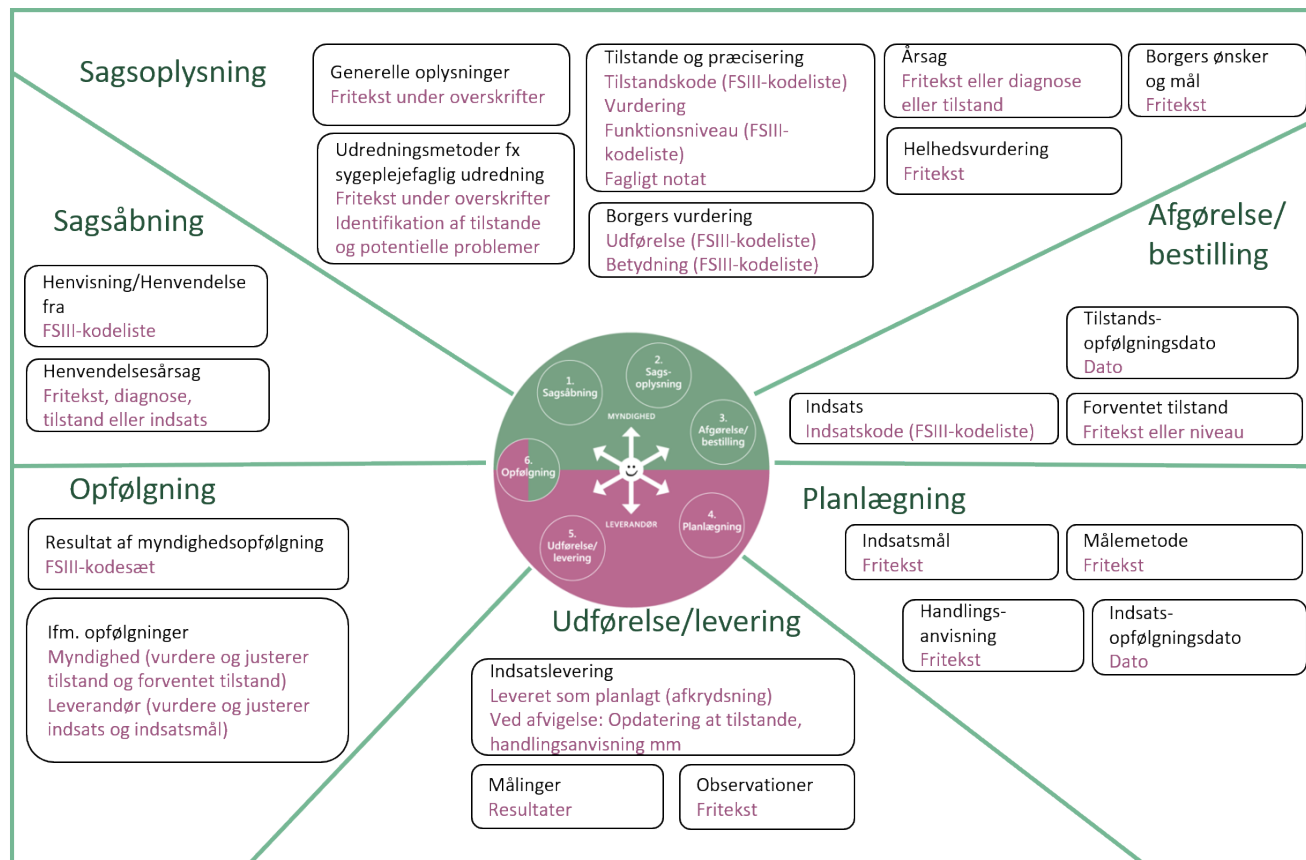 Sagsoplysning
Generelle oplysninger
Fritekst under overskrifter
Udredningsmetoder fx
sygeplejefaglig udredning
Fritekst under overskrifter
Identifikation af tilstande
og potentielle problemer
Tilstande og præcisering
Tilstandskode (FSIII-kodeliste)
Vurdering
Funktionsniveau (FSIII-
kodeliste)
Fagligt notat
Borgers vurdering
Udførelse (FSIII-kodeliste)
Betydning (FSIII-kodeliste)
Årsag
Fritekst eller diagnose
eller tilstand
Helhedsvurdering
Fritekst
Borgers ønsker
og mål
Fritekst
Sagsåbning
Henvisning/Henvendelse
fra
FSIII-kodeliste
Henvendelsesårsag
Fritekst, diagnose,
tilstand eller indsats
Afgørelse/
bestilling
Tilstands-
opfølgningsdato
Dato
Indsats
Indsatskode (FSIII-kodeliste)
Forventet tilstand
Fritekst eller niveau
1.
Sagsåbning
2.
Sags-
oplysning
3.
Afgørelse/
bestilling
MYNDIGHED
6.
Opfølgning
LEVERANDØR
5.
Udførelse/
levering
4.
Planlægning
Opfølgning
Resultat af myndighedsopfølgning
FSIII-kodesæt
Ifm. opfølgninger
Myndighed (vurdere og justerer
tilstand og forventet tilstand)
Leverandør (vurdere og justerer
indsats og indsatsmål)
Planlægning
Indsatsmål
Fritekst
Målemetode
Fritekst
Handlings-
anvisning
Fritekst
Indsats-
opfølgningsdato
Dato
Udførelse/levering
Indsatslevering
Leveret som planlagt (afkrydsning)
Ved afvigelse: Opdatering at tilstande,
handlingsanvisning mm
Målinger
Resultater
Observationer
Fritekst